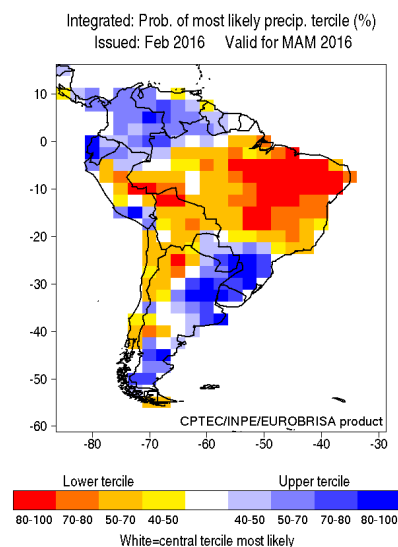 Integrated: Prob. of most likely precip. tercile (%)
Issued: Feb 2016 Valid for MAM 2016
10
0
-10
-20
-30
-40
-50
-60
CPTEC/INPE/EUROBRISA product
-80 -70 -60 -50 -40 -30
Lower tercile Upper tercile
80-100 70-80 50-70 40-50 40-50 50-70 70-80 80-100
White=central tercile most likely